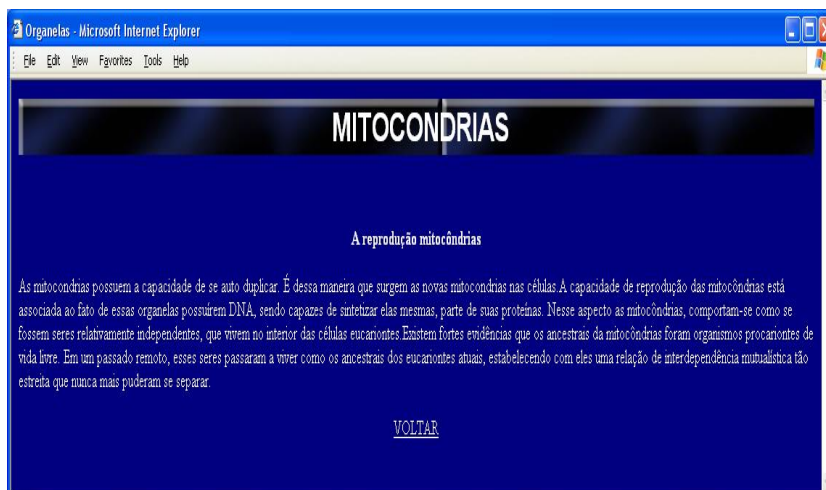 Organelas - Microsoft Internet Explorer
File Edit View Favorites Tools Help
MITOCONDRIAS
A reprodução mitocôndrias
As mitocondrias possuem a capacidade de se auto duplicar. É dessa maneira que surgem as novas mitocondrias nas células.A capacidade de reprodução das mitocôndrias está
associada ao fato de essas organelas possuírem DNA, sendo capazes de sintetizar elas mesmas, parte de suas proteínas. Nesse aspecto as mitocôndrias, comportam-se como se
fossem seres relativamente independentes, que vivem no interior das células eucariontes.Existem fortes evidências que os ancestrais da mitocôndrias foram organismos procariontes de
vida livre. Em um passado remoto, esses seres passaram a viver como os ancestrais dos eucariontes atuais, estabelecendo com eles uma relação de interdependência mutualística tão
estreita que nunca mais puderam se separar.
VOLTAR